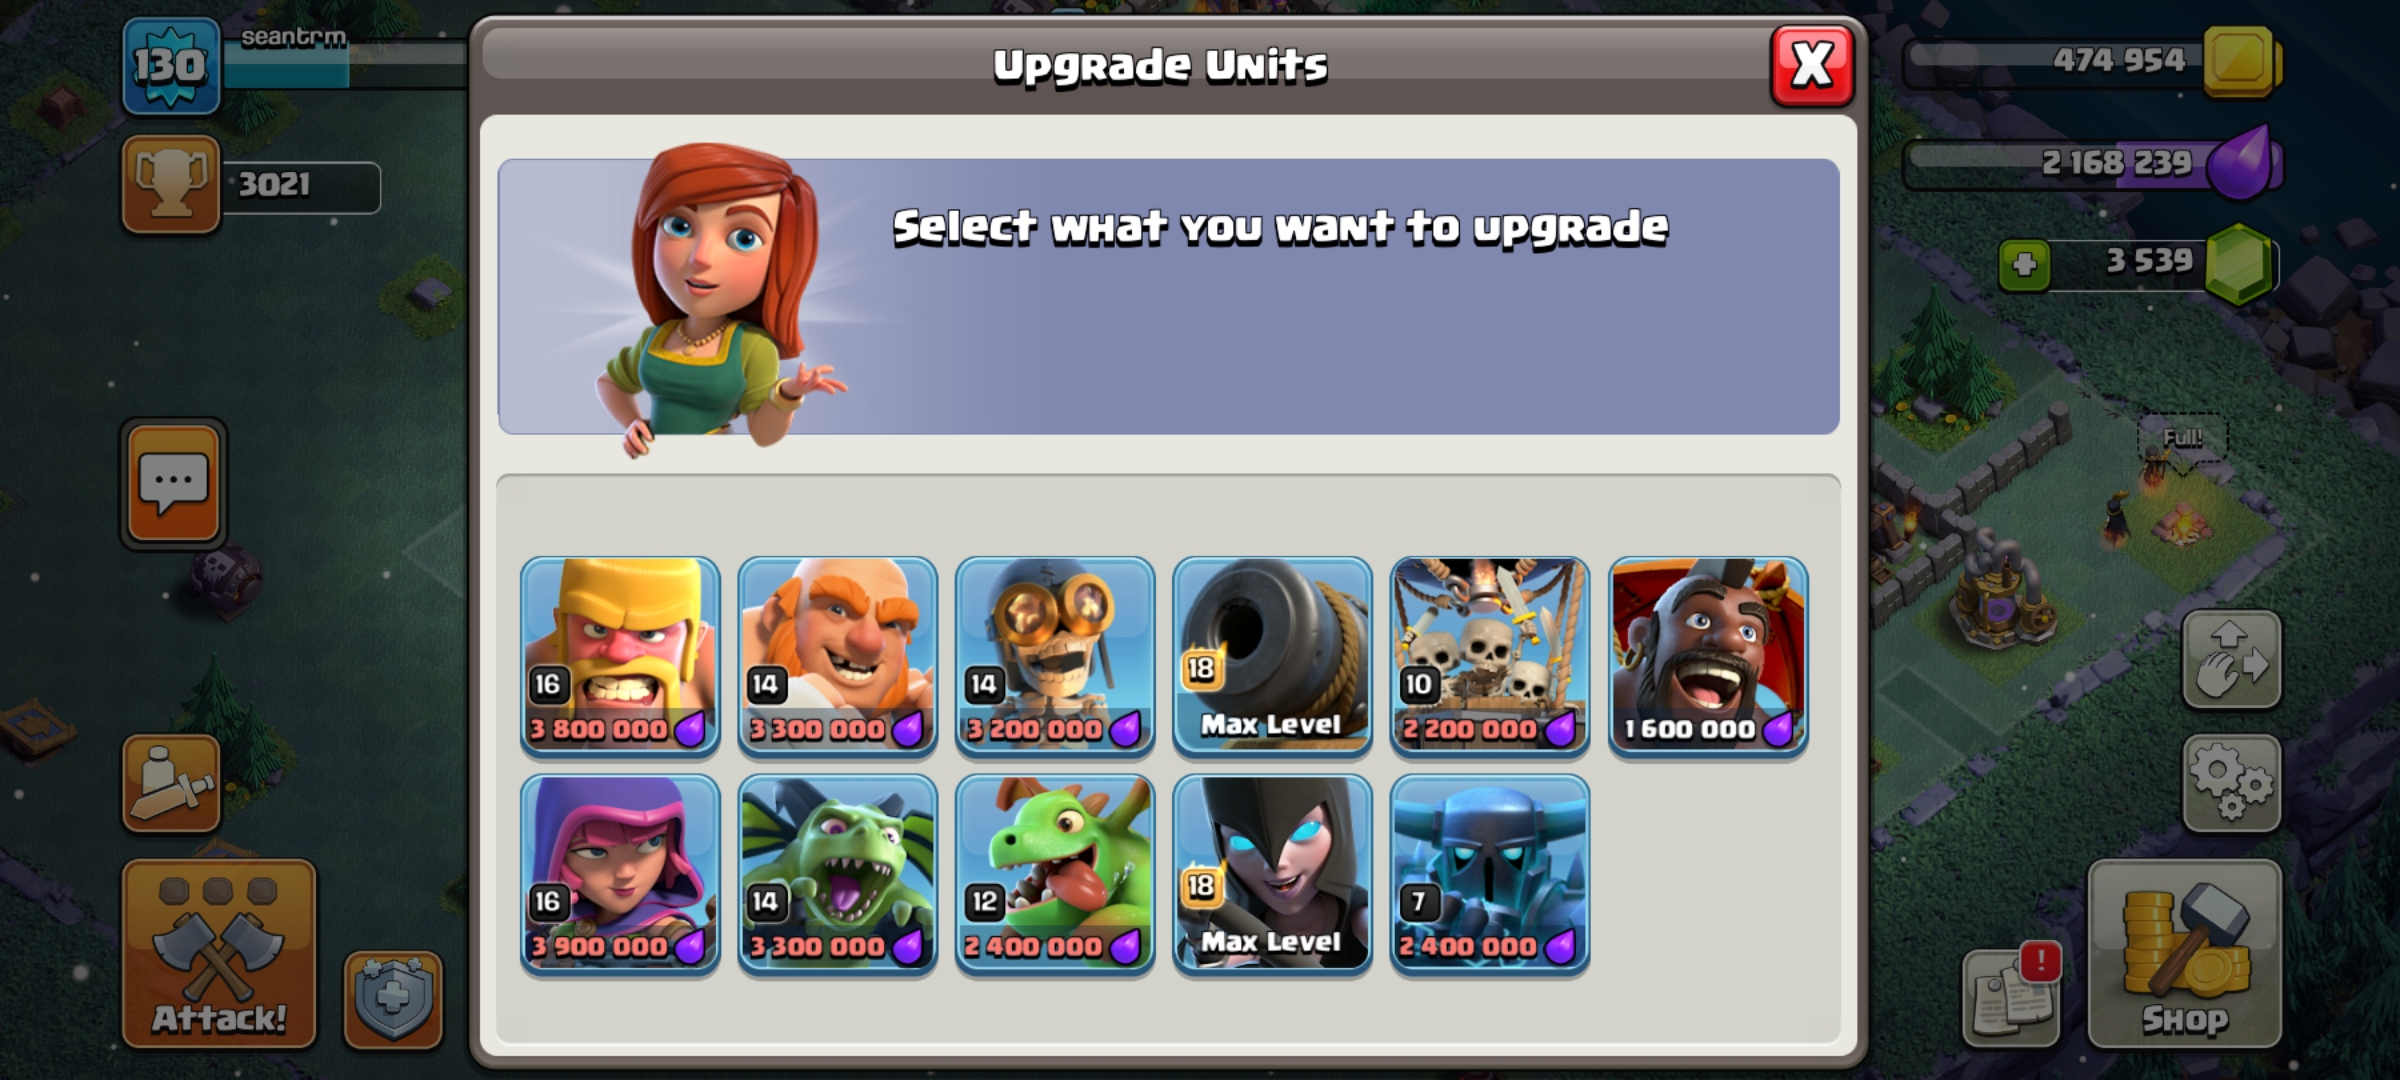 130
seantrm
3021
Upgrade Units
X
474 954
2 168 239
3 539
Select what you want to upgrade
Full!
16
3 800 000
14
3 300 000
14
3 200 000
18
Max Level
10
2 200 000
1 600 000
16
3 900 000
14
3 300 000
12
2 400 000
18
Max Level
7
2 400 000
Attack!
!
Shop